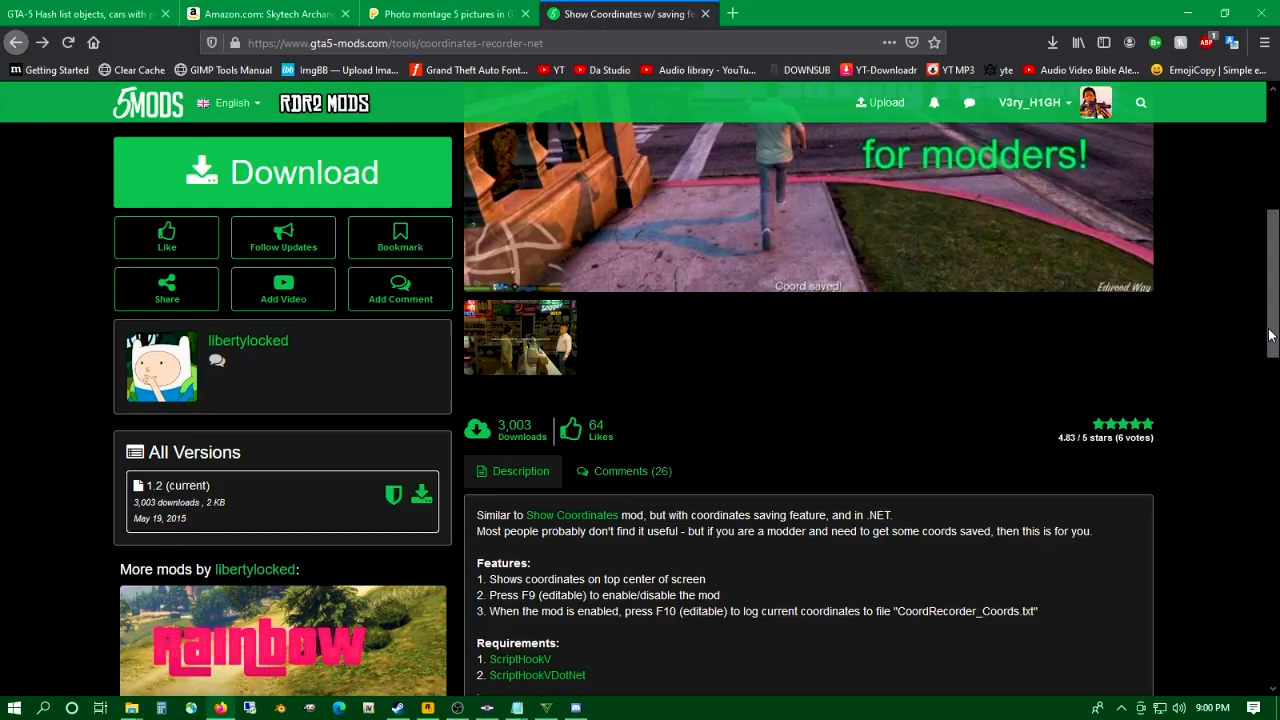 GTA-5 Hash list objects, cars with p
Amazon.com: Skytech Archang
Photo montage 5 pictures in G
Show Coordinates w/ saving fo
https://www.gta5-mods.com/tools/coordinates-recorder-net
Getting Started
Clear Cache
GIMP Tools Manual
ImgBB — Upload Ima...
Grand Theft Auto Font...
YT
Da Studio
Audio library - YouTu...
DOWNSUB
YT-Downloadr
YT MP3
yte
Audio Video Bible Ale...
EmojiCopy | Simple e...
5MODS
English
RDR2 MODS
Upload
V3ry_H1GH
Download
for modders!
Like
Follow Updates
Bookmark
Share
Add Video
Add Comment
Coord saved!
Edward Way
libertylocked
3,003
Downloads
64
Likes
4.83 / 5 stars (6 votes)
All Versions
1.2 (current)
3,003 downloads , 2 KB
May 19, 2015
Description
Comments (26)
Similar to Show Coordinates mod, but with coordinates saving feature, and in .NET.
Most people probably don't find it useful - but if you are a modder and need to get some coords saved, then this is for you.
Features:
1. Shows coordinates on top center of screen
2. Press F9 (editable) to enable/disable the mod
3. When the mod is enabled, press F10 (editable) to log current coordinates to file "CoordRecorder_Coords.txt"
Requirements:
1. ScriptHookV
2. ScriptHookVDotNet
More mods by libertylocked:
Rainbow
9:00 PM